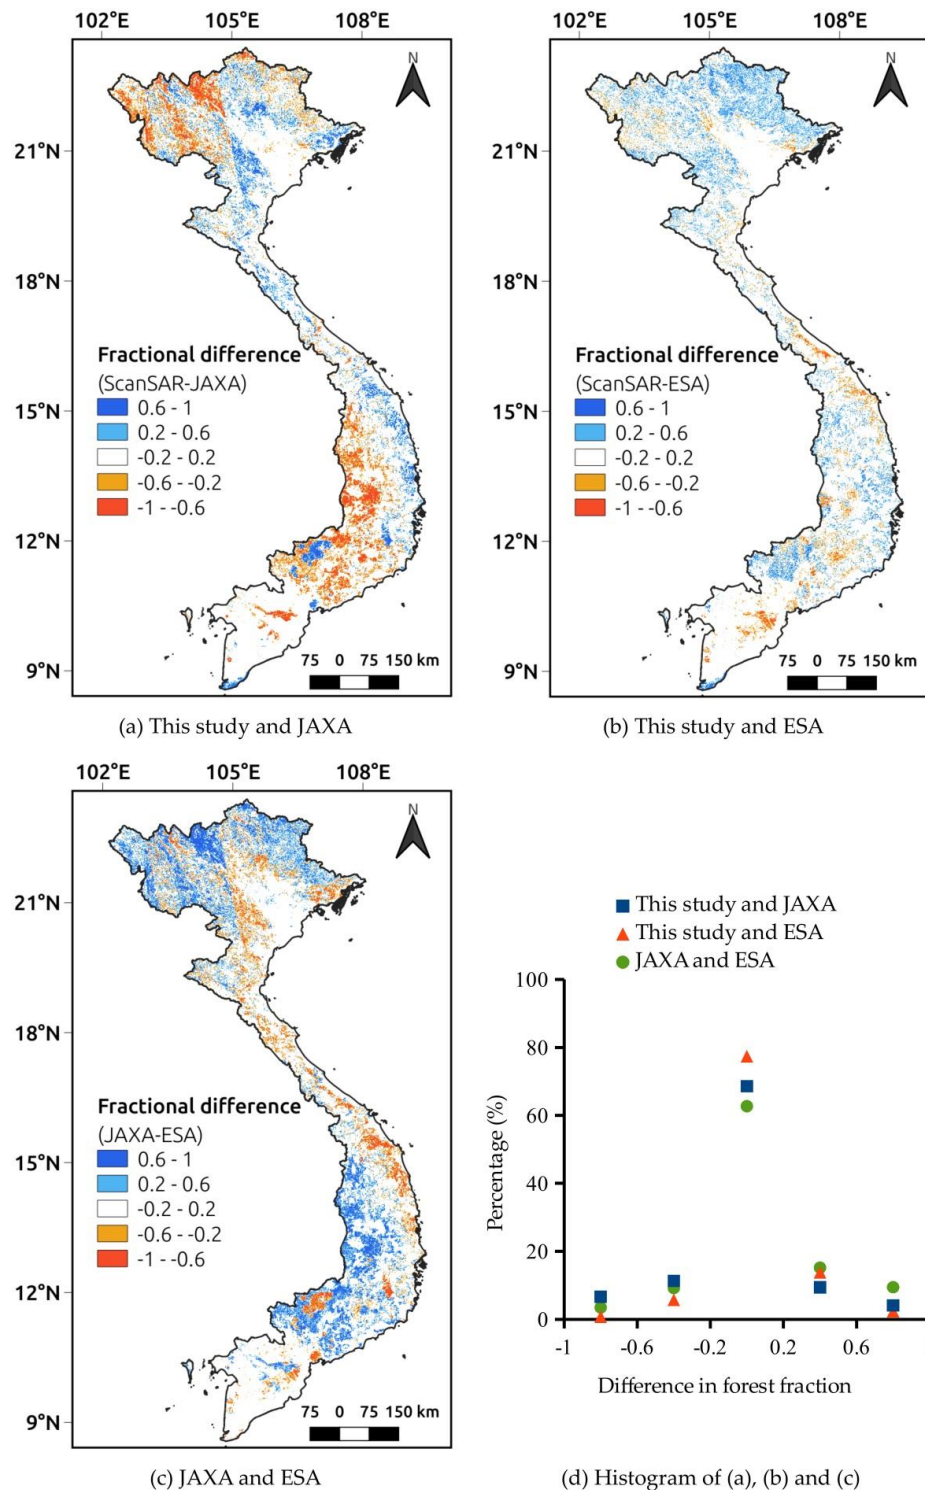 102°E 105°E 108°E
102°E 105°E 108°E
N
N
21°N
21°N
18°N
18°N
Fractional difference
(ScanSAR-JAXA)
0.6 - 1
0.2 - 0.6
-0.2 - 0.2
-0.6 - -0.2
-1 - -0.6
Fractional difference
(ScanSAR-ESA)
0.6 - 1
0.2 - 0.6
-0.2 - 0.2
-0.6 - -0.2
-1 - -0.6
15°N
15°N
12°N
12°N
9°N
9°N
75 0 75 150 km
75 0 75 150 km
(a) This study and JAXA
(b) This study and ESA
102°E 105°E 108°E
N
21°N
18°N
Fractional difference
(JAXA-ESA)
0.6 - 1
0.2 - 0.6
-0.2 - 0.2
-0.6 - -0.2
-1 - -0.6
15°N
12°N
9°N
75 0 75 150 km
(c) JAXA and ESA
This study and JAXA
This study and ESA
JAXA and ESA
100
80
60
40
20
0
Percentage (%)
-1 -0.6 -0.2 0.2 0.6
Difference in forest fraction
(d) Histogram of (a), (b) and (c)